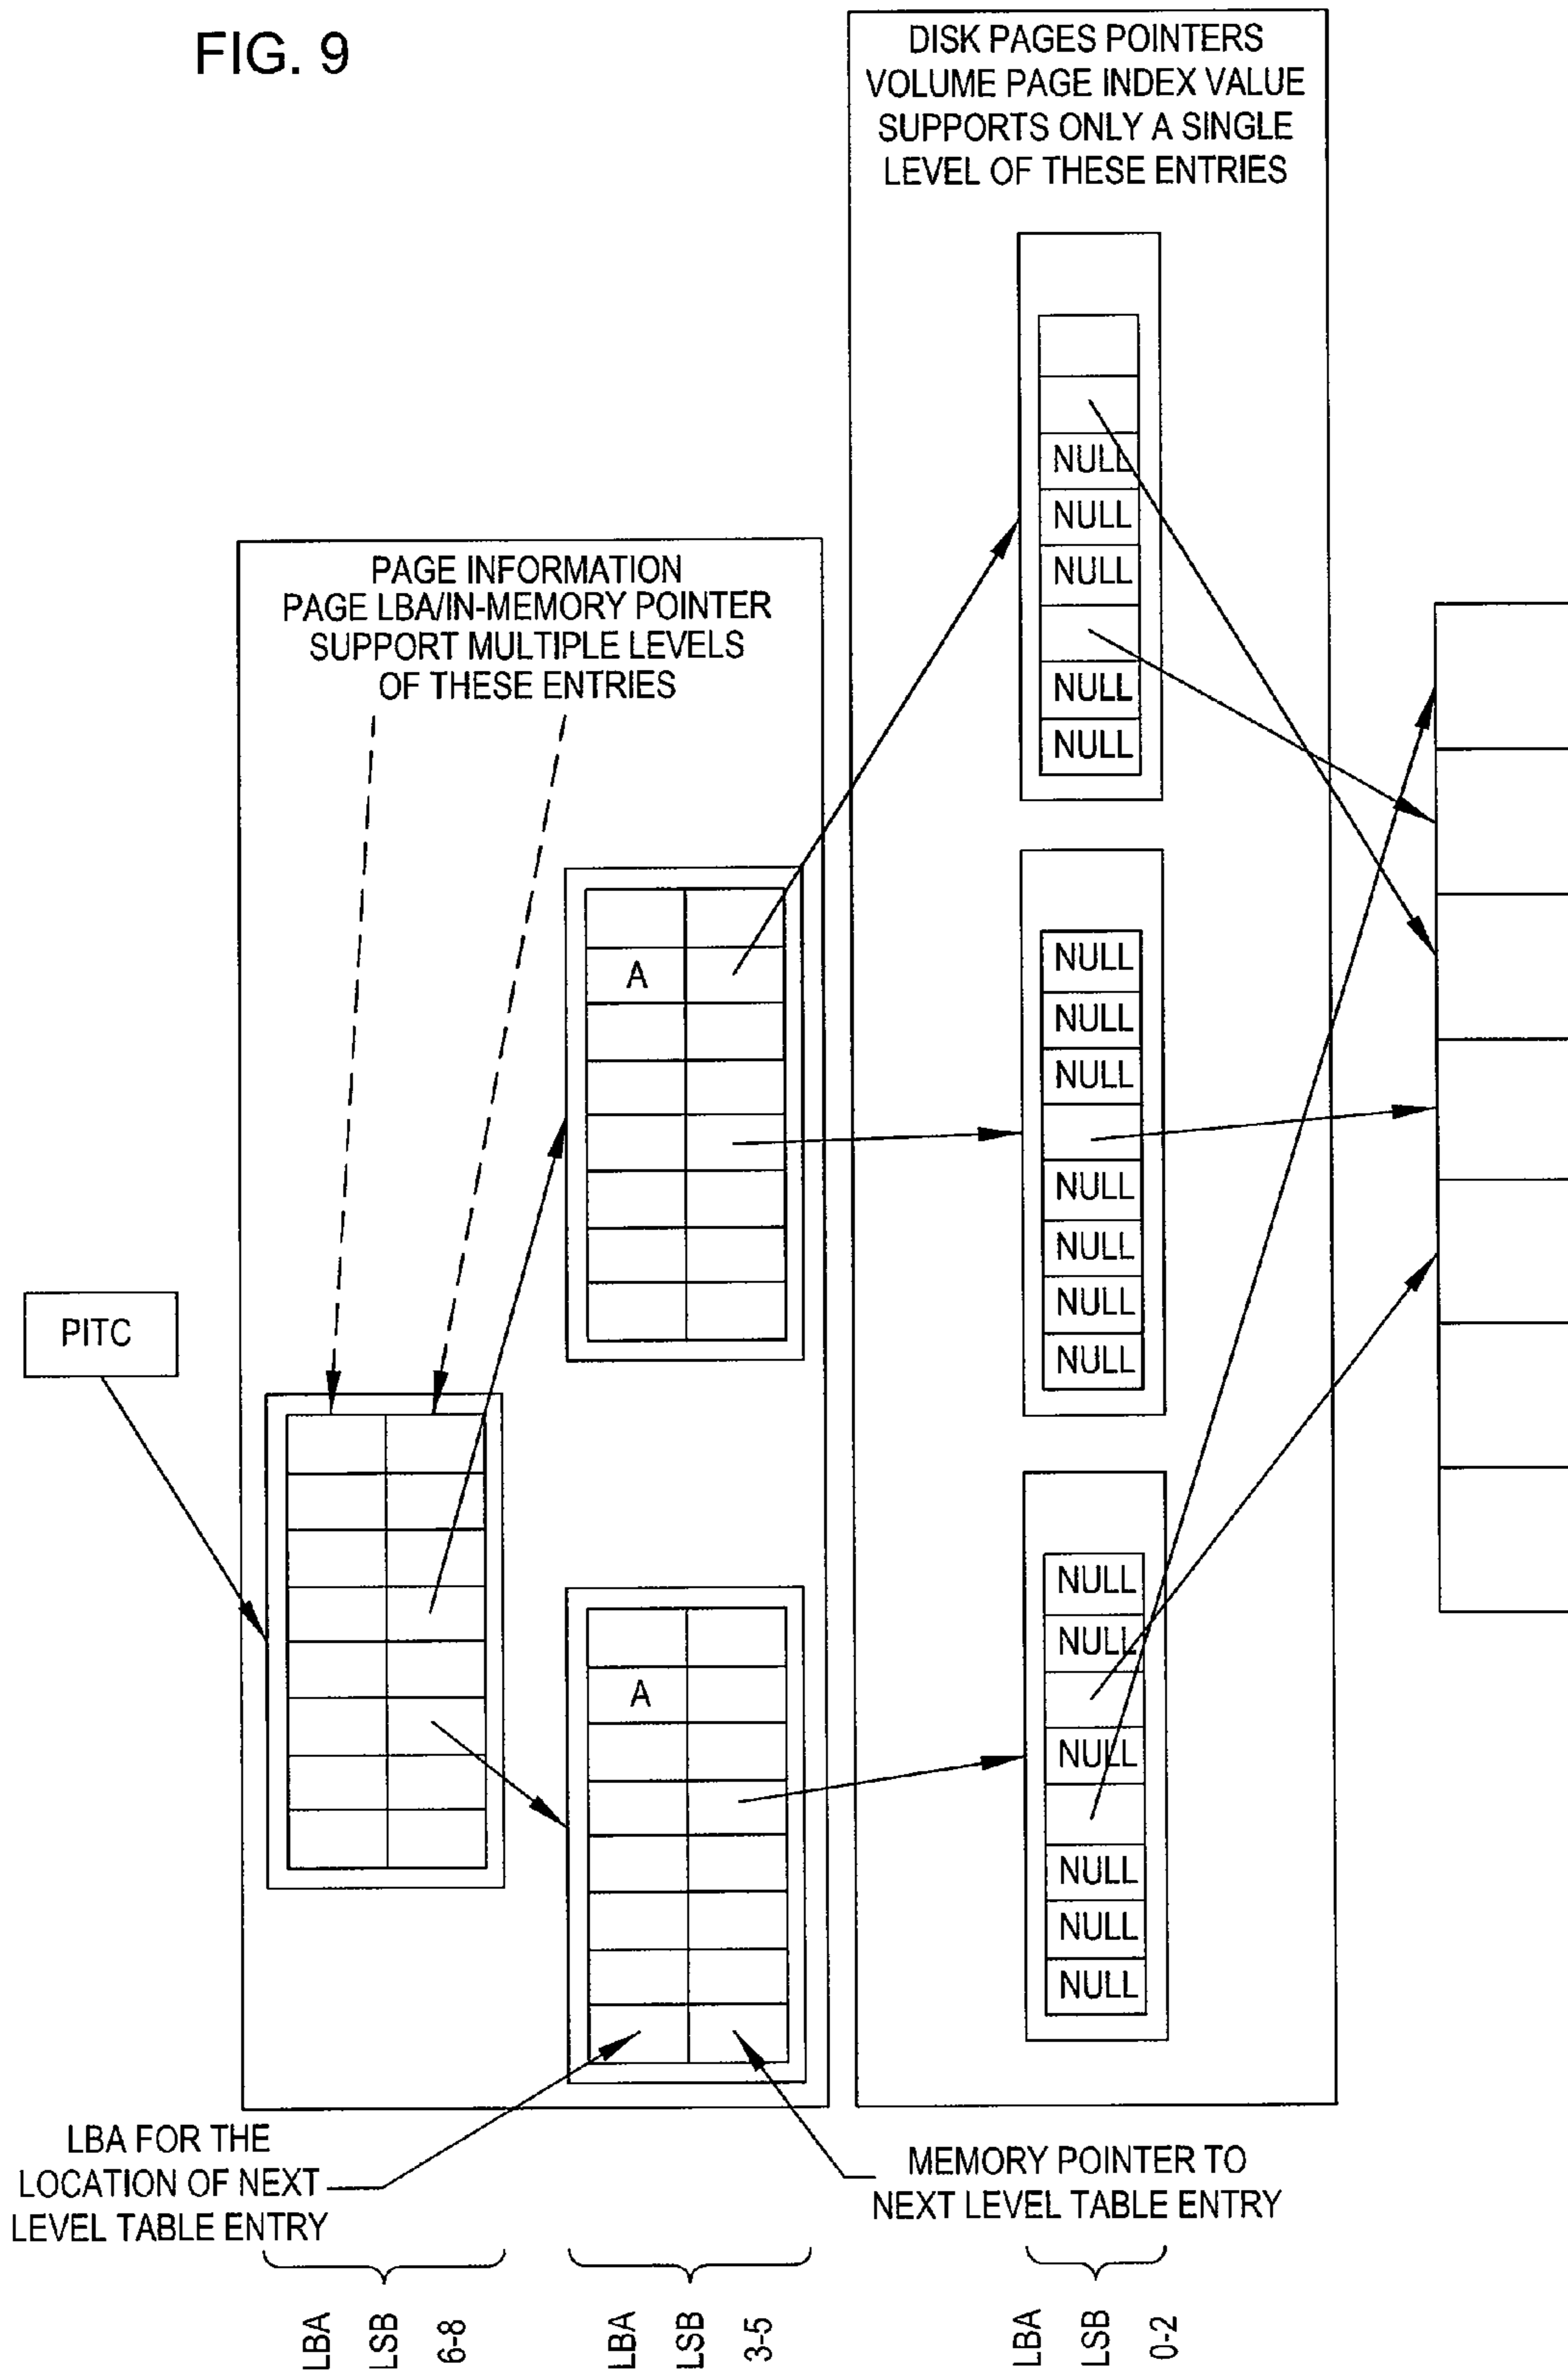 FIG. 9
DISK PAGES POINTERS
VOLUME PAGE INDEX VALUE
SUPPORTS ONLY A SINGLE
LEVEL OF THESE ENTRIES
NULL
NULL
NULL
NULL
NULL
PAGE INFORMATION
PAGE LBA/IN-MEMORY POINTER
SUPPORT MULTIPLE LEVELS
OF THESE ENTRIES
A
NULL
NULL
NULL
NULL
NULL
NULL
NULL
PITC
A
NULL
NULL
NULL
NULL
NULL
NULL
LBA FOR THE
LOCATION OF NEXT
LEVEL TABLE ENTRY
MEMORY POINTER TO
NEXT LEVEL TABLE ENTRY
LBA
LSB
6-8
LBA
LSB
3-5
LBA
LSB
0-2